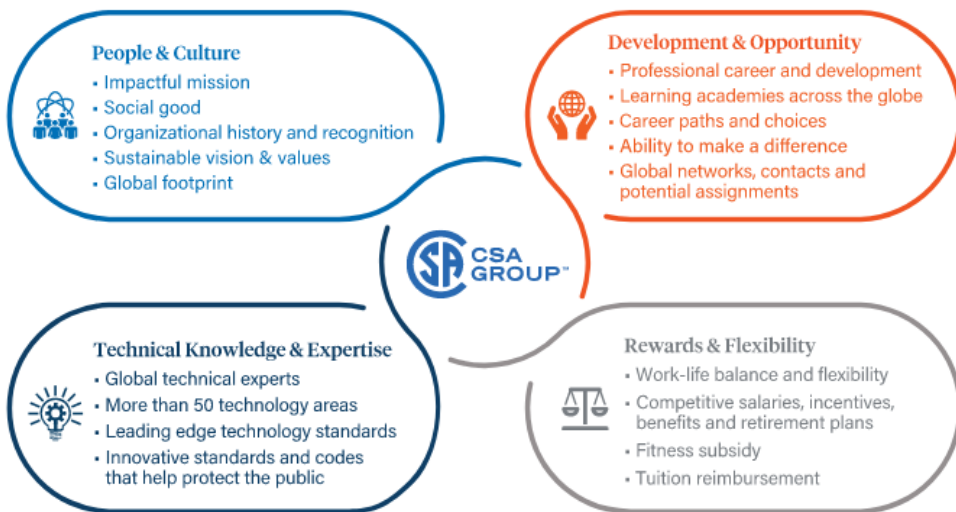 People & Culture
▪ Impactful mission
▪ Social good
▪ Organizational history and recognition
▪ Sustainable vision & values
▪ Global footprint
Development & Opportunity
▪ Professional career and development
▪ Learning academies across the globe
▪ Career paths and choices
▪ Ability to make a difference
▪ Global networks, contacts and
potential assignments
CSA
CSA
GROUP™
Technical Knowledge & Expertise
▪ Global technical experts
▪ More than 50 technology areas
▪ Leading edge technology standards
▪ Innovative standards and codes
that help protect the public
Rewards & Flexibility
▪ Work-life balance and flexibility
▪ Competitive salaries, incentives,
benefits and retirement plans
▪ Fitness subsidy
▪ Tuition reimbursement